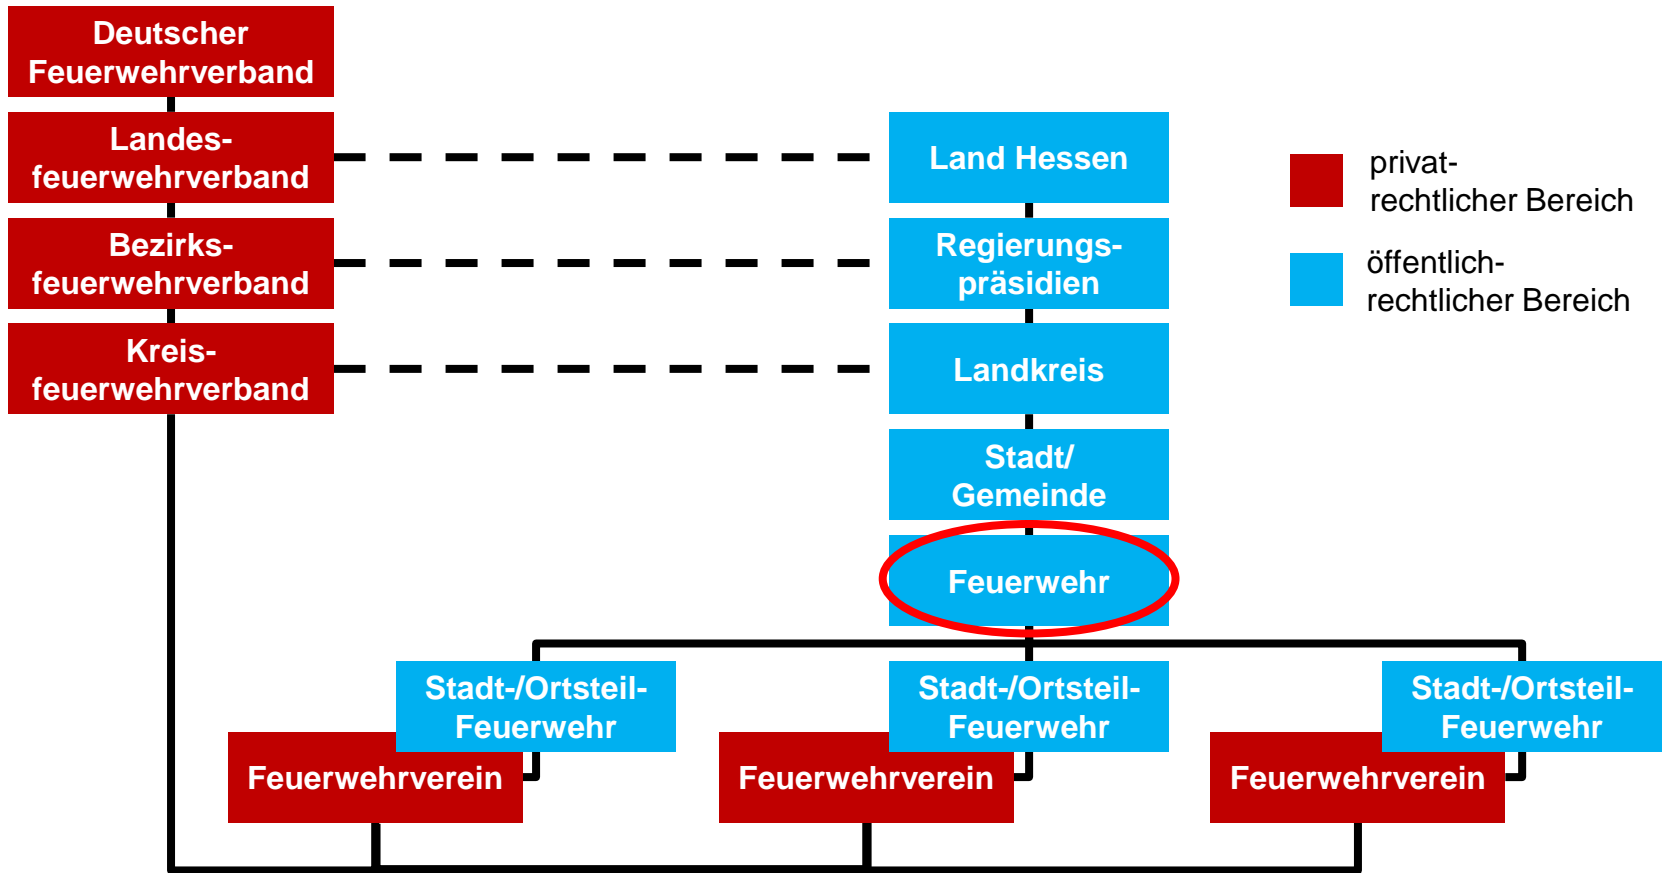 Deutscher
Feuerwehrverband
Landes-
feuerwehrverband
Land Hessen
privat-
rechtlicher Bereich
Bezirks-
feuerwehrverband
Regierungs-
präsidien
öffentlich-
rechtlicher Bereich
Kreis-
feuerwehrverband
Landkreis
Stadt/
Gemeinde
Feuerwehr
Stadt-/Ortsteil-
Feuerwehr
Stadt-/Ortsteil-
Feuerwehr
Stadt-/Ortsteil-
Feuerwehr
Feuerwehrverein
Feuerwehrverein
Feuerwehrverein